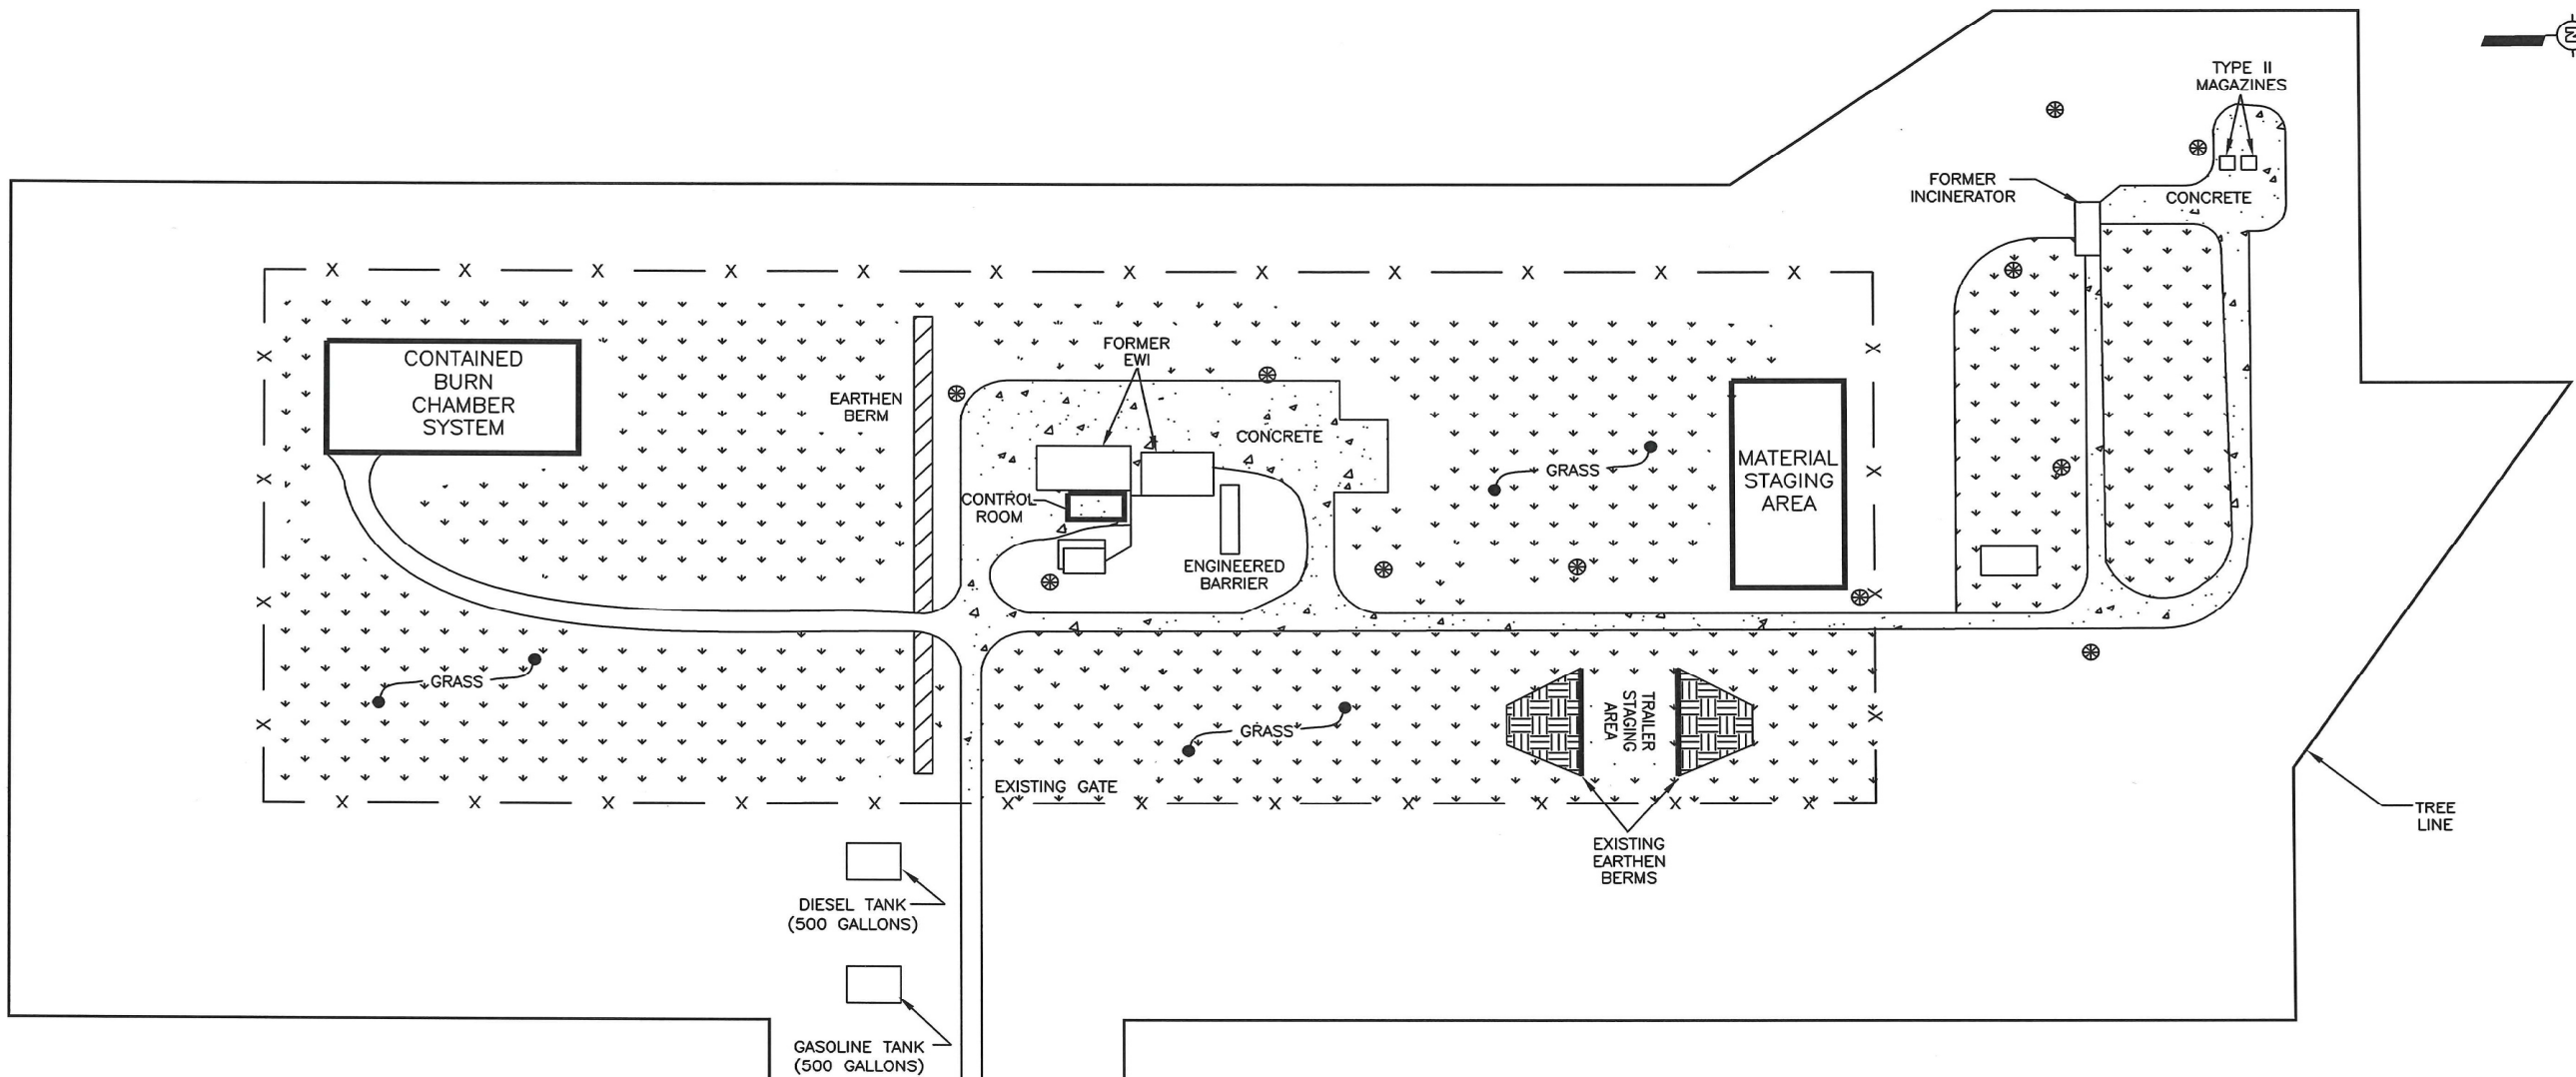 N
TYPE II
MAGAZINES
FORMER
INCINERATOR
CONCRETE
CONTAINED
BURN
CHAMBER
SYSTEM
EARTHEN
BERM
FORMER
EWI
CONCRETE
CONTROL
ROOM
ENGINEERED
BARRIER
GRASS
MATERIAL
STAGING
AREA
GRASS
GRASS
TRAILER
STAGING
AREA
EXISTING GATE
EXISTING
EARTHEN
BERMS
TREE
LINE
DIESEL TANK
(500 GALLONS)
GASOLINE TANK
(500 GALLONS)